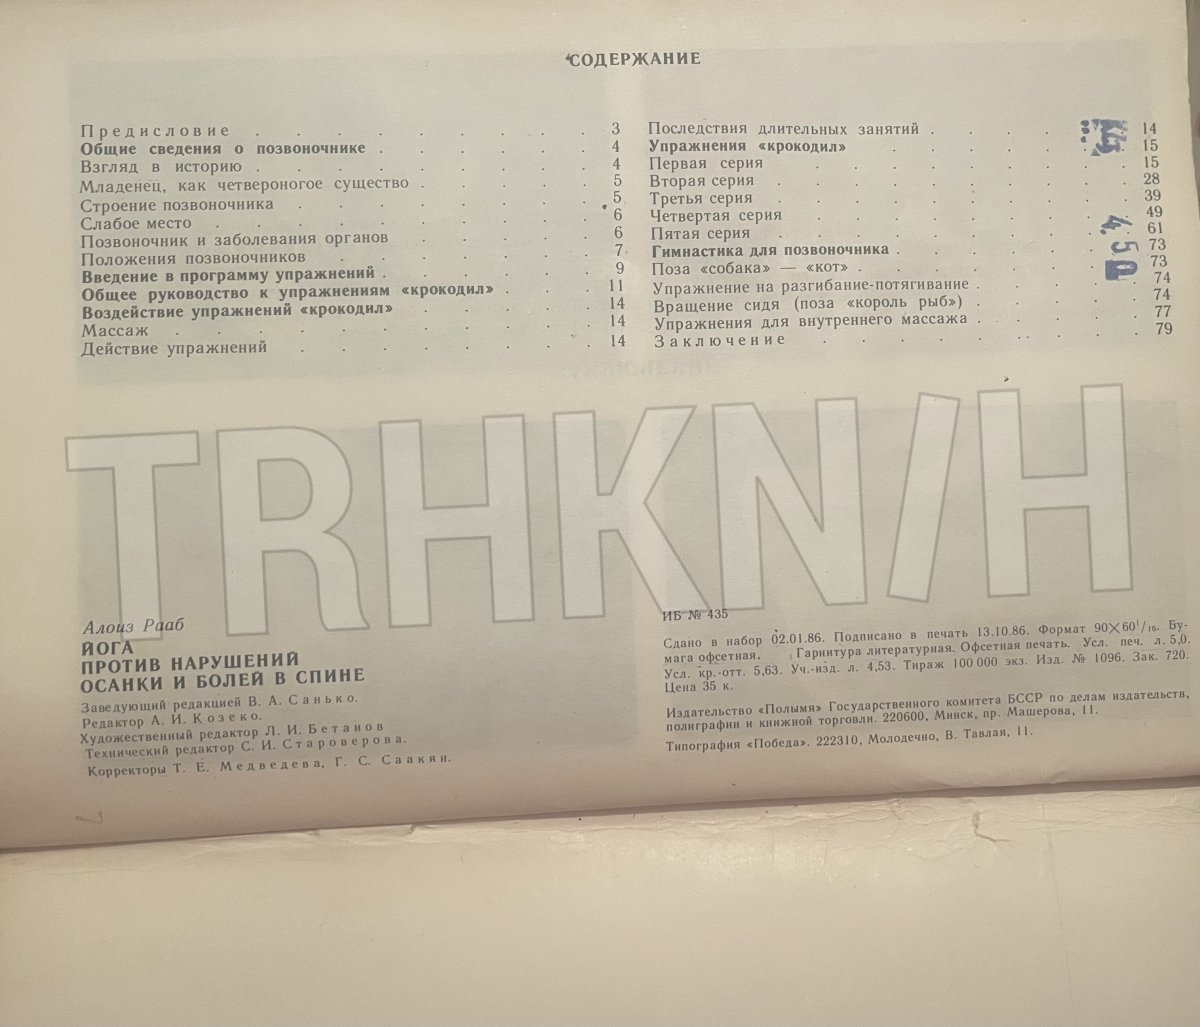 СОДЕРЖАНИЕ
Предисловие . . . . . . . . . 3
Общие сведения о позвоночнике . . . . . . 4
Взгляд в историю . . . . . . . . . 4
Младенец, как четвероногое существо . . . . . 5
Строение позвоночника . . . . . . . . 5
Слабое место . . . . . . . . . . 6
Позвоночник и заболевания органов . . . . . 6
Положения позвоночников . . . . . . . 7
Введение в программу упражнений . . . . . . 9
Общее руководство к упражнениям «крокодил» . . . 11
Воздействие упражнений «крокодил» . . . . . 14
Массаж . . . . . . . . . . . 14
Действие упражнений . . . . . . . . 14
Последствия длительных занятий . . . . . 14
Упражнения «крокодил» . . . . . . 15
Первая серия . . . . . . . . 15
Вторая серия . . . . . . . . . 28
Третья серия . . . . . . . . . 39
Четвертая серия . . . . . . . . 49
Пятая серия . . . . . . . . . 61
Гимнастика для позвоночника . . . . . . 73
Поза «собака» — «кот» . . . . . . . 73
Упражнение на разгибание-потягивание . . . . 74
Вращение сидя (поза «король рыб») . . . . 74
Упражнения для внутреннего массажа . . . . 77
Заключение . . . . . . . . 79
4.50
TRHKN/H
Алоиз Рааб
ЙОГА
ПРОТИВ НАРУШЕНИЙ
ОСАНКИ И БОЛЕЙ В СПИНЕ
Заведующий редакцией В. А. Санько.
Редактор А. И. Козеко.
Художественный редактор Л. И. Бетанов
Технический редактор С. И. Староверова.
Корректоры Т. Е. Медведева, Г. С. Саакян.
ИБ № 435
Сдано в набор 02.01.86. Подписано в печать 13.10.86. Формат 90×60¹/₁₆. Бу-
мага офсетная. Гарнитура литературная. Офсетная печать. Усл. печ. л. 5,0.
Усл. кр.-отт. 5,63. Уч.-изд. л. 4,53. Тираж 100 000 экз. Изд. № 1096. Зак. 720.
Цена 35 к.
Издательство «Полымя» Государственного комитета БССР по делам издательств,
полиграфии и книжной торговли. 220600, Минск, пр. Машерова, 11.
Типография «Победа». 222310, Молодечно, В. Тавлая, 11.